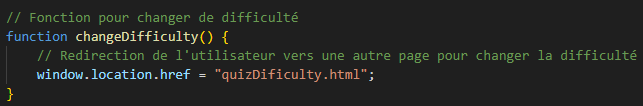 // Fonction pour changer de difficulté
function changeDifficulty() {
// Redirection de l'utilisateur vers une autre page pour changer la difficulté
window.location.href = "quizDificulty.html";
}